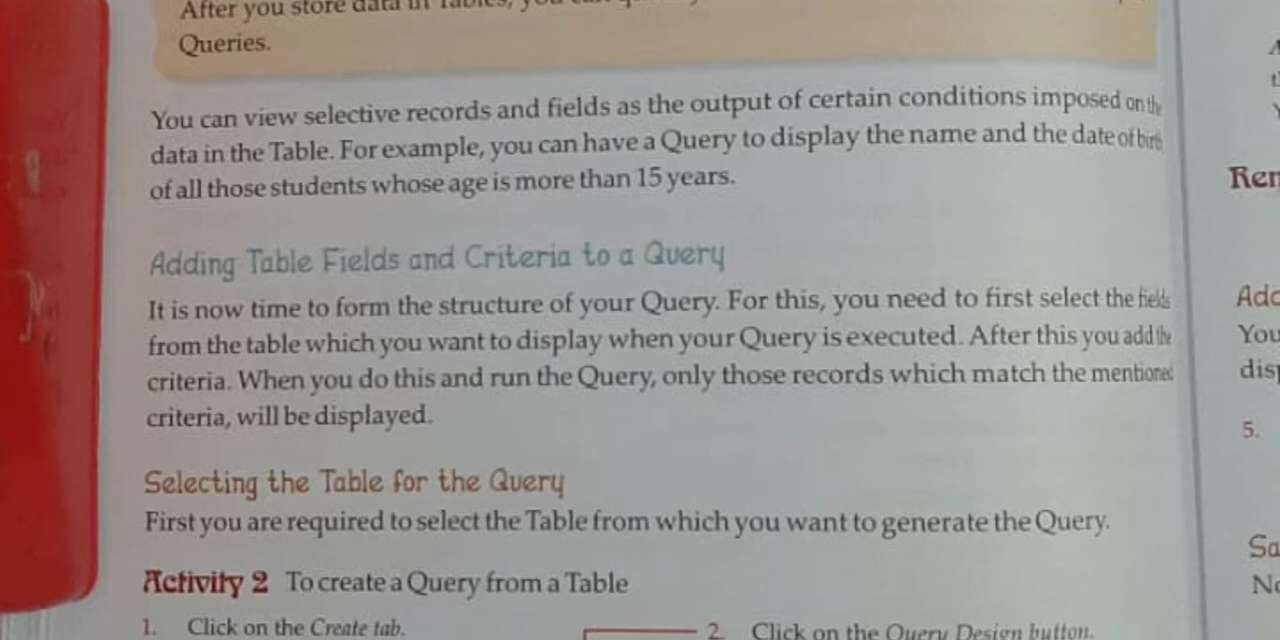 After you store data in Tables, you can
Queries.
You can view selective records and fields as the output of certain conditions imposed on the
data in the Table. For example, you can have a Query to display the name and the date of birth
of all those students whose age is more than 15 years.
Adding Table Fields and Criteria to a Query
It is now time to form the structure of your Query. For this, you need to first select the fields
from the table which you want to display when your Query is executed. After this you add the
criteria. When you do this and run the Query, only those records which match the mentioned
criteria, will be displayed.
Selecting the Table for the Query
First you are required to select the Table from which you want to generate the Query.
Activity 2 To create a Query from a Table
1. Click on the Create tab.
2. Click on the Query Design button.
You
5.